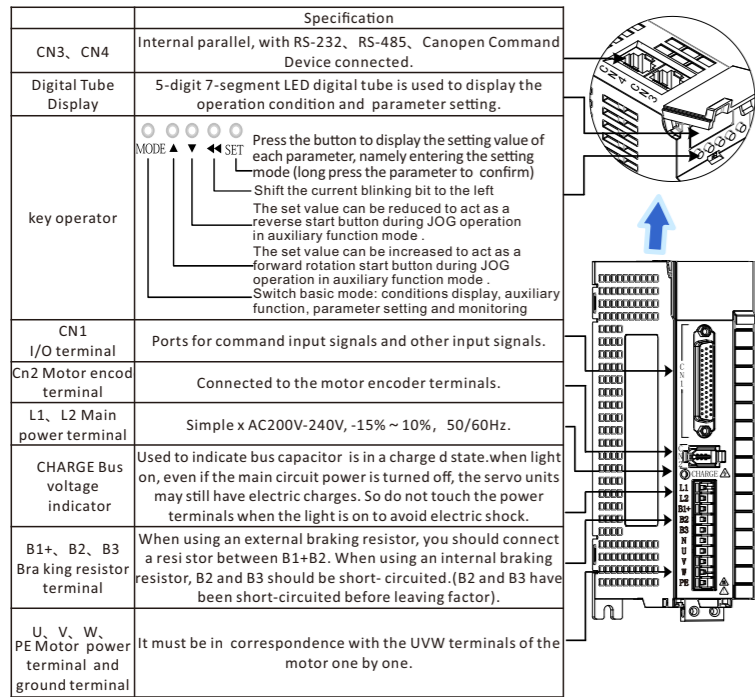 Specification
CN3、CN4
Internal parallel, with RS-232、RS-485、Canopen Command
Device connected.
Digital Tube
Display
5-digit 7-segment LED digital tube is used to display the
operation condition and parameter setting.
key operator
MODE ▲ ▼ ◀◀ SET
Press the button to display the setting value of
each parameter, namely entering the setting
mode (long press the parameter to confirm)
Shift the current blinking bit to the left
The set value can be reduced to act as a
reverse start button during JOG operation
in auxiliary function mode .
The set value can be increased to act as a
forward rotation start button during JOG
operation in auxiliary function mode .
Switch basic mode: conditions display, auxiliary
function, parameter setting and monitoring
CN1
I/O terminal
Ports for command input signals and other input signals.
Cn2 Motor encod
terminal
Connected to the motor encoder terminals.
L1、L2 Main
power terminal
Simple x AC200V-240V, -15% ~ 10%, 50/60Hz.
CHARGE Bus
voltage
indicator
Used to indicate bus capacitor is in a charge d state.when light
on, even if the main circuit power is turned off, the servo units
may still have electric charges. So do not touch the power
terminals when the light is on to avoid electric shock.
B1+、B2、B3
Bra king resistor
terminal
When using an external braking resistor, you should connect
a resi stor between B1+B2. When using an internal braking
resistor, B2 and B3 should be short- circuited.(B2 and B3 have
been short-circuited before leaving factor).
U、V、W、
PE Motor power
terminal and
ground terminal
It must be in correspondence with the UVW terminals of the
motor one by one.
CN4 CN3
CN1
CHARGE
L1
L2
B1+
B2
B3
N
U
V
W
PE